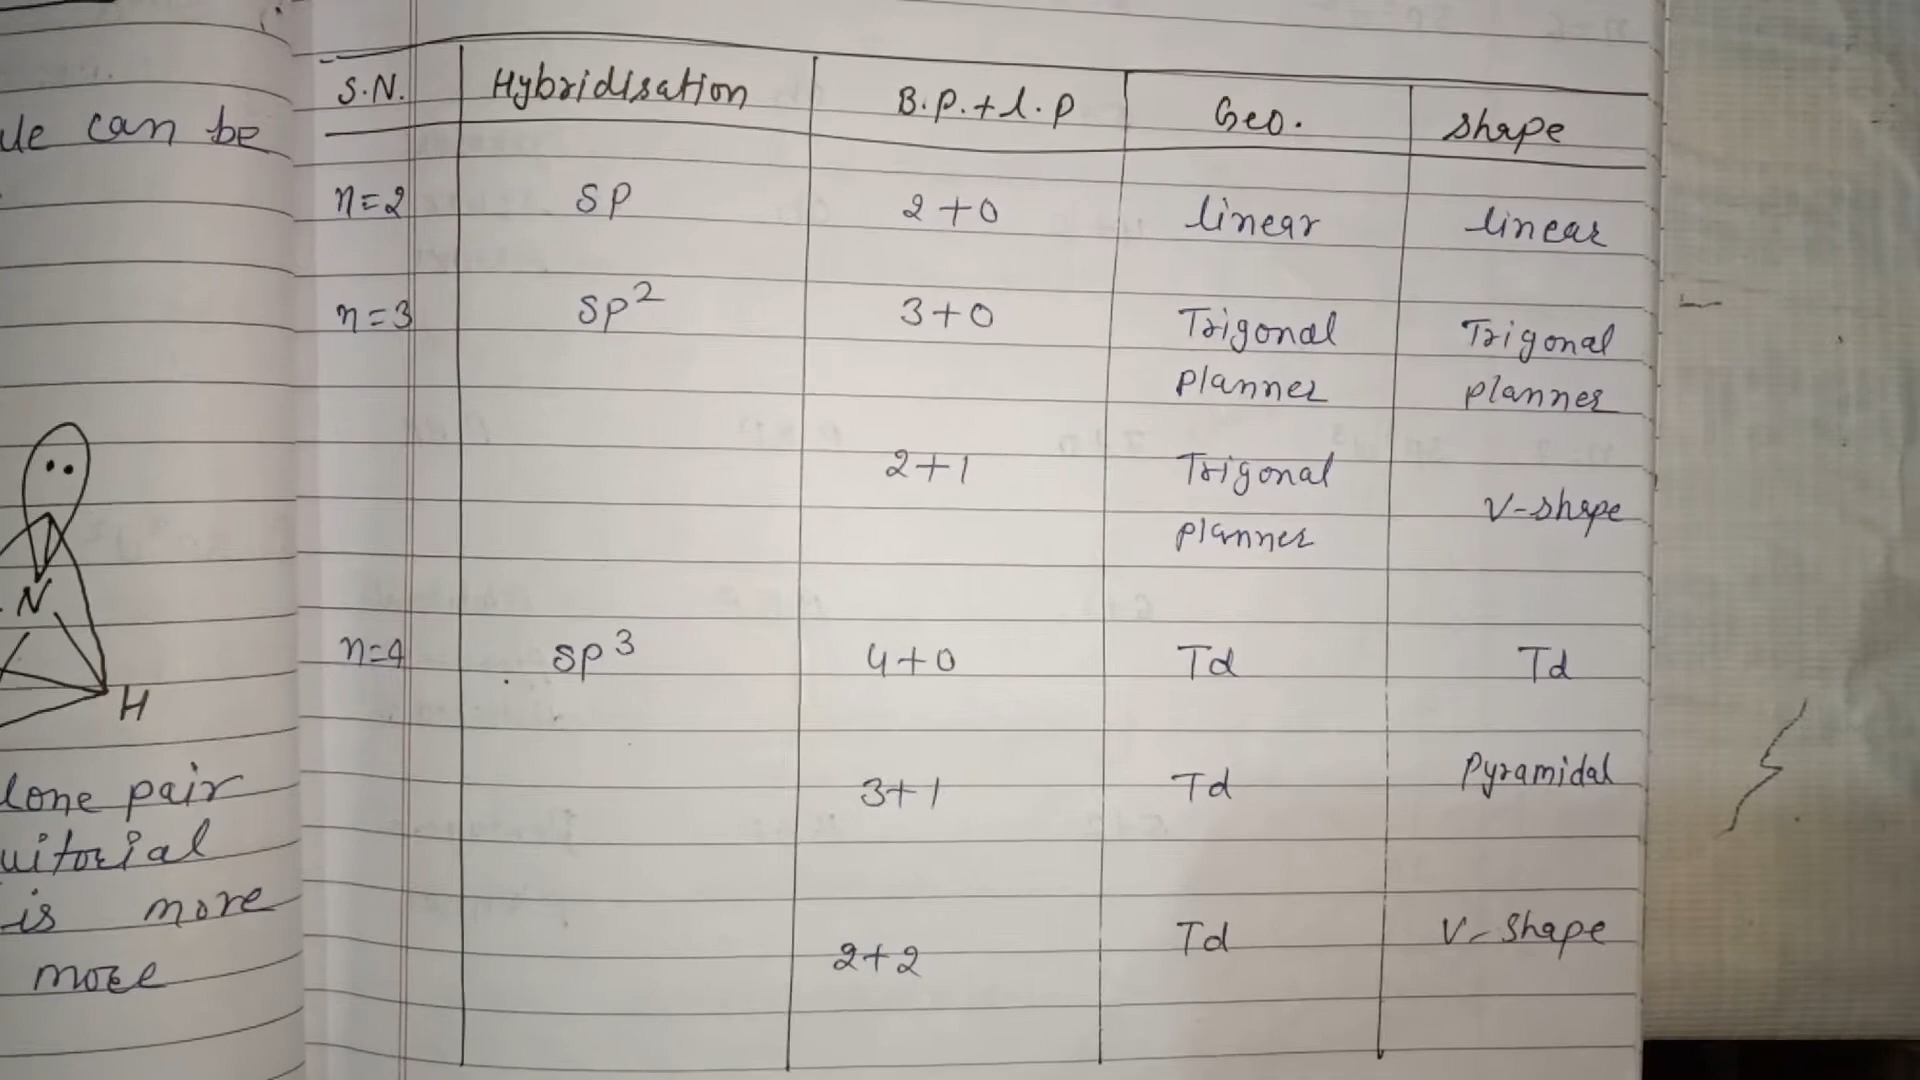 ule can be
N
H
lone pair
uitorial
is more
more
S.N. Hybridisation B.P.+l.p Geo. shape
n=2 SP 2+0 linear linear
n=3 SP² 3+0 Trigonal Trigonal
planner planner
2+1 Trigonal V-shape
planner
n=4 SP³ 4+0 Td Td
3+1 Td Pyramidal
2+2 Td V-Shape